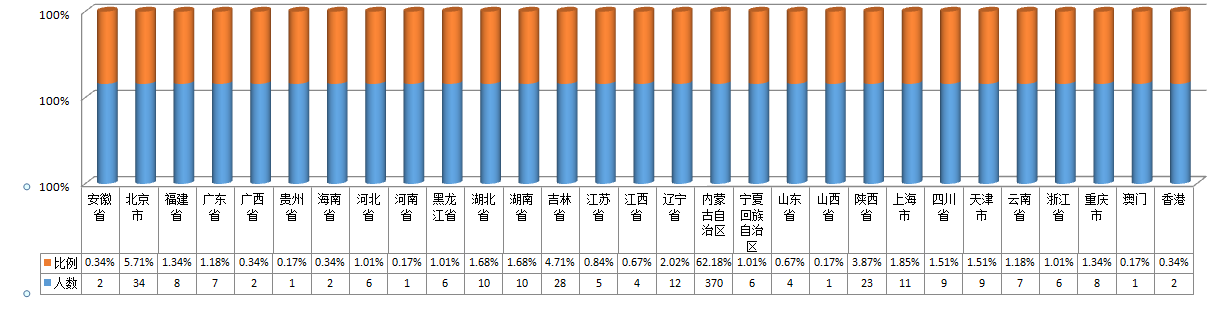 100%
100%
100%
安徽省 北京市 福建省 广东省 广西省 贵州省 海南省 河北省 河南省 黑龙江省 湖北省 湖南省 吉林省 江苏省 江西省 辽宁省 内蒙古自治区 宁夏回族自治区 山东省 山西省 陕西省 上海市 四川省 天津市 云南省 浙江省 重庆市 澳门 香港
比例 0.34% 5.71% 1.34% 1.18% 0.34% 0.17% 0.34% 1.01% 0.17% 1.01% 1.68% 1.68% 4.71% 0.84% 0.67% 2.02% 62.18% 1.01% 0.67% 0.17% 3.87% 1.85% 1.51% 1.51% 1.18% 1.01% 1.34% 0.17% 0.34%
人数 2 34 8 7 2 1 2 6 1 6 10 10 28 5 4 12 370 6 4 1 23 11 9 9 7 6 8 1 2